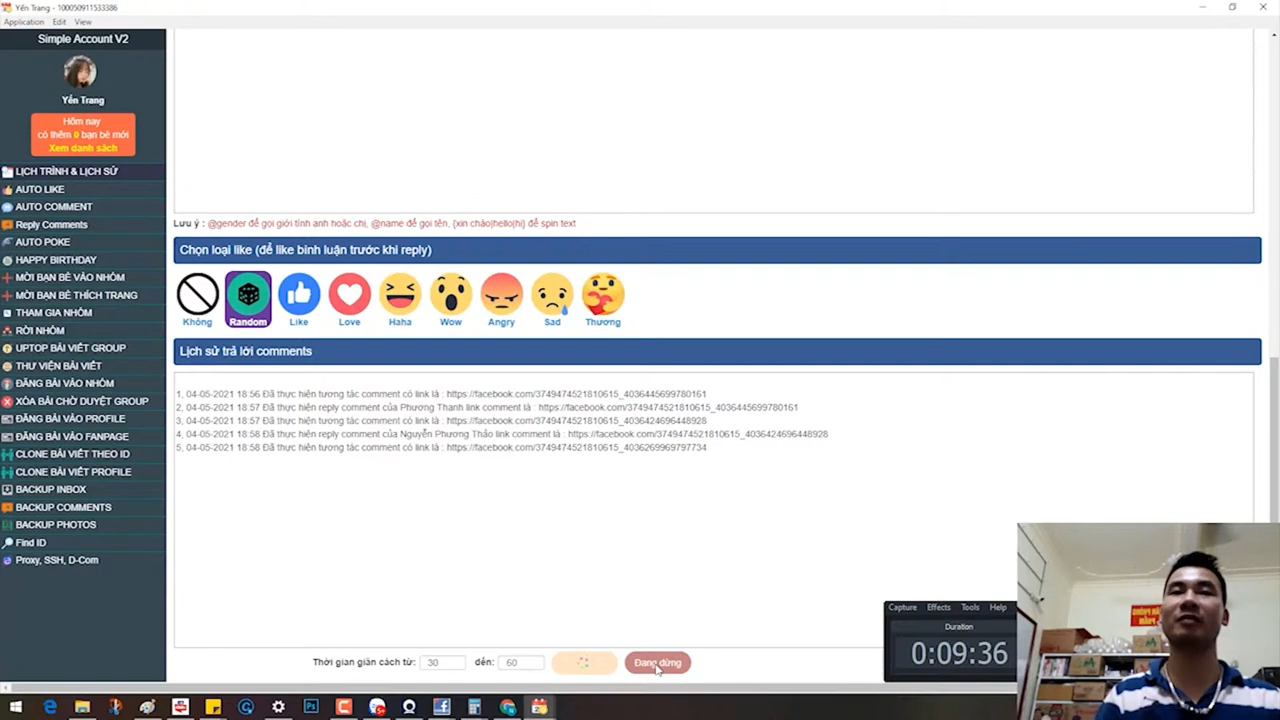 Yến Trang - 100050911533386
Application Edit View
Simple Account V2
Yến Trang
Hôm nay
có thêm 0 bạn bè mới
Xem danh sách
LỊCH TRÌNH & LỊCH SỬ
AUTO LIKE
AUTO COMMENT
Reply Comments
AUTO POKE
HAPPY BIRTHDAY
MỜI BẠN BÈ VÀO NHÓM
MỜI BẠN BÈ THÍCH TRANG
THAM GIA NHÓM
RỜI NHÓM
UPTOP BÀI VIẾT GROUP
THƯ VIỆN BÀI VIẾT
ĐĂNG BÀI VÀO NHÓM
XÓA BÀI CHỜ DUYỆT GROUP
ĐĂNG BÀI VÀO PROFILE
ĐĂNG BÀI VÀO FANPAGE
CLONE BÀI VIẾT THEO ID
CLONE BÀI VIẾT PROFILE
BACKUP INBOX
BACKUP COMMENTS
BACKUP PHOTOS
Find ID
Proxy, SSH, D-Com
Lưu ý : @gender để gọi giới tính anh hoặc chị, @name để gọi tên, {xin chào|hello|hi} để spin text
Chọn loại like (để like bình luận trước khi reply)
Không Random Like Love Haha Wow Angry Sad Thương
Lịch sử trả lời comments
1, 04-05-2021 18:56 Đã thực hiện tương tác comment có link là : https://facebook.com/3749474521810615_4036445699780161
2, 04-05-2021 18:57 Đã thực hiện reply comment của Phương Thanh link comment là : https://facebook.com/3749474521810615_4036445699780161
3, 04-05-2021 18:57 Đã thực hiện tương tác comment có link là : https://facebook.com/3749474521810615_4036424696448928
4, 04-05-2021 18:58 Đã thực hiện reply comment của Nguyễn Phương Thảo link comment là : https://facebook.com/3749474521810615_4036424696448928
5, 04-05-2021 18:58 Đã thực hiện tương tác comment có link là : https://facebook.com/3749474521810615_4036269969797734
Thời gian giãn cách từ: 30 đến: 60 Đang dừng
Capture Effects Tools Help
Duration
0:09:36